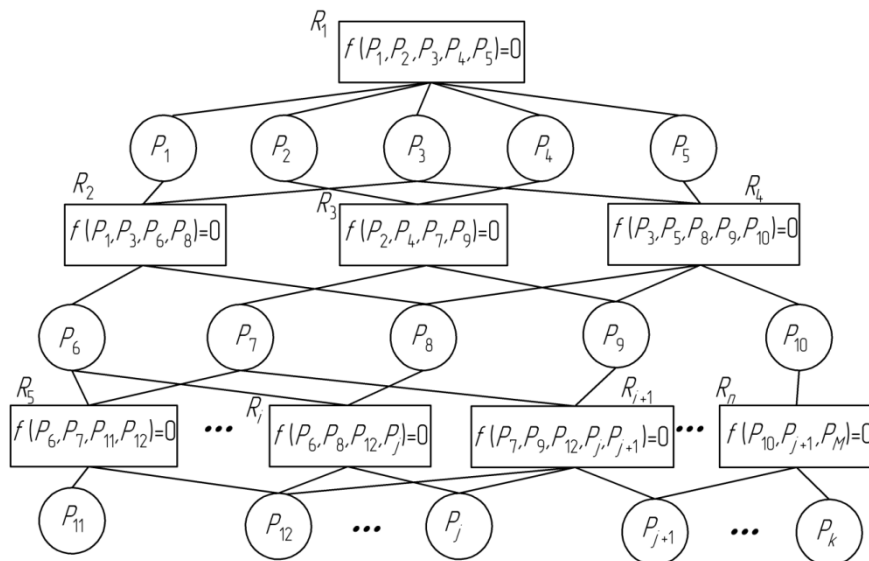 R₁
f(P₁,P₂,P₃,P₄,P₅)=0
P₁ P₂ P₃ P₄ P₅
R₂ R₃ R₄
f(P₁,P₃,P₆,P₈)=0 f(P₂,P₄,P₇,P₉)=0 f(P₃,P₅,P₈,P₉,P₁₀)=0
P₆ P₇ P₈ P₉ P₁₀
R₅ Rᵢ Rᵢ₊₁ Rₙ
f(P₆,P₇,P₁₁,P₁₂)=0 ••• f(P₆,P₈,P₁₂,Pⱼ)=0 f(P₇,P₉,P₁₂,Pⱼ,Pⱼ₊₁)=0 ••• f(P₁₀,Pⱼ₊₁,P_M)=0
P₁₁ P₁₂ ••• Pⱼ Pⱼ₊₁ ••• Pₖ